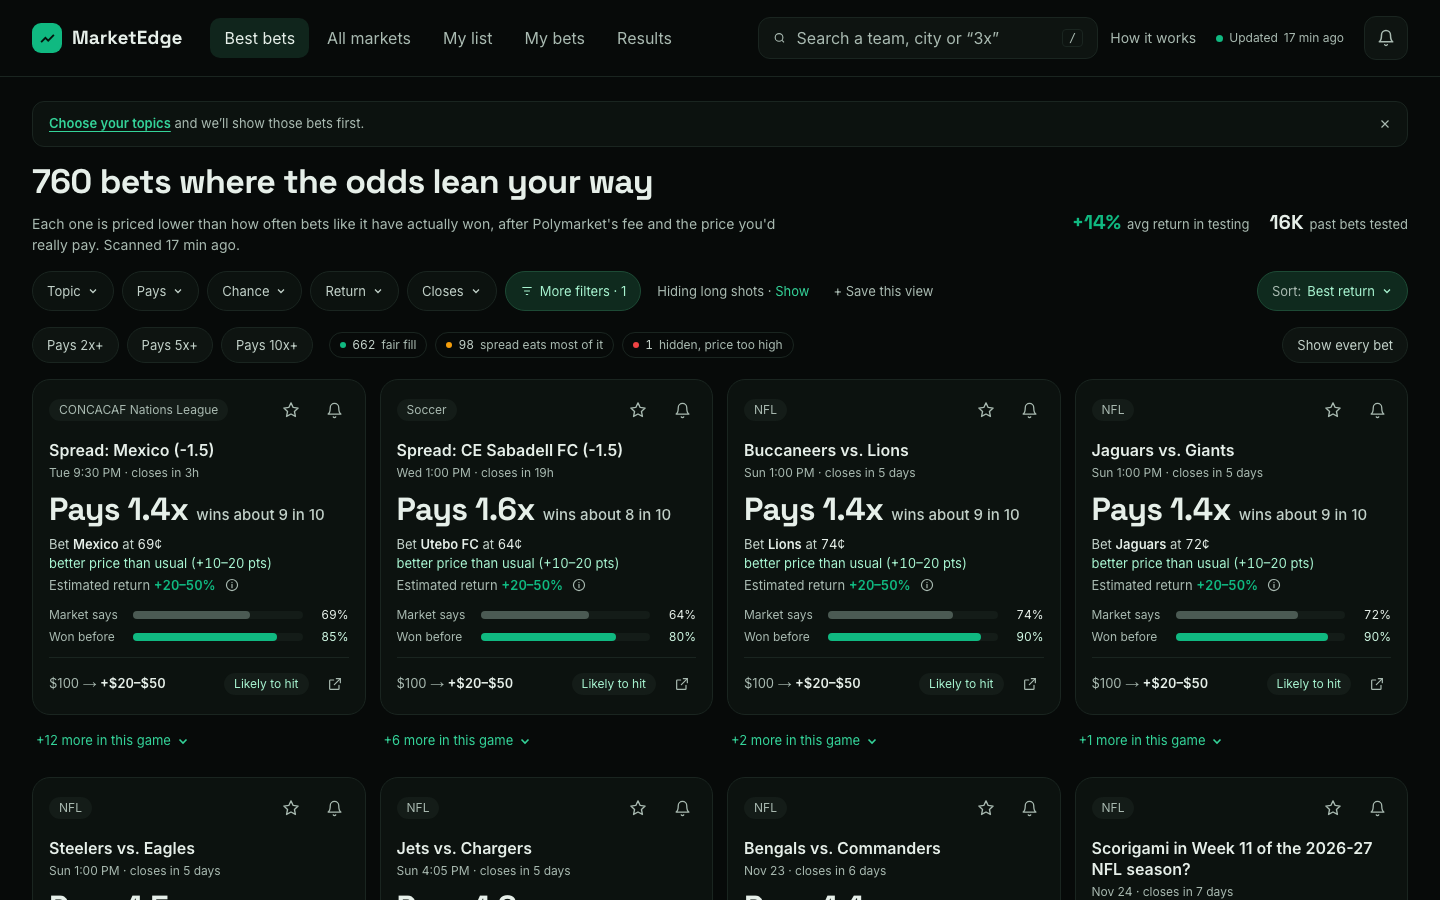 MarketEdge
Best bets
All markets
My list
My bets
Results
Search a team, city or “3x”
/
How it works
Updated 17 min ago
Choose your topics and we’ll show those bets first.
760 bets where the odds lean your way
Each one is priced lower than how often bets like it have actually won, after Polymarket's fee and the price you'd
really pay. Scanned 17 min ago.
+14% avg return in testing
16K past bets tested
Topic
Pays
Chance
Return
Closes
More filters · 1
Hiding long shots · Show
+ Save this view
Sort: Best return
Pays 2x+
Pays 5x+
Pays 10x+
662 fair fill
98 spread eats most of it
1 hidden, price too high
Show every bet
CONCACAF Nations League
Spread: Mexico (-1.5)
Tue 9:30 PM · closes in 3h
Pays 1.4x wins about 9 in 10
Bet Mexico at 69¢
better price than usual (+10–20 pts)
Estimated return +20–50%
Market says 69%
Won before 85%
$100 → +$20–$50
Likely to hit
+12 more in this game
Soccer
Spread: CE Sabadell FC (-1.5)
Wed 1:00 PM · closes in 19h
Pays 1.6x wins about 8 in 10
Bet Utebo FC at 64¢
better price than usual (+10–20 pts)
Estimated return +20–50%
Market says 64%
Won before 80%
$100 → +$20–$50
Likely to hit
+6 more in this game
NFL
Buccaneers vs. Lions
Sun 1:00 PM · closes in 5 days
Pays 1.4x wins about 9 in 10
Bet Lions at 74¢
better price than usual (+10–20 pts)
Estimated return +20–50%
Market says 74%
Won before 90%
$100 → +$20–$50
Likely to hit
+2 more in this game
NFL
Jaguars vs. Giants
Sun 1:00 PM · closes in 5 days
Pays 1.4x wins about 9 in 10
Bet Jaguars at 72¢
better price than usual (+10–20 pts)
Estimated return +20–50%
Market says 72%
Won before 90%
$100 → +$20–$50
Likely to hit
+1 more in this game
NFL
Steelers vs. Eagles
Sun 1:00 PM · closes in 5 days
NFL
Jets vs. Chargers
Sun 4:05 PM · closes in 5 days
NFL
Bengals vs. Commanders
Nov 23 · closes in 6 days
NFL
Scorigami in Week 11 of the 2026-27
NFL season?
Nov 24 · closes in 7 days